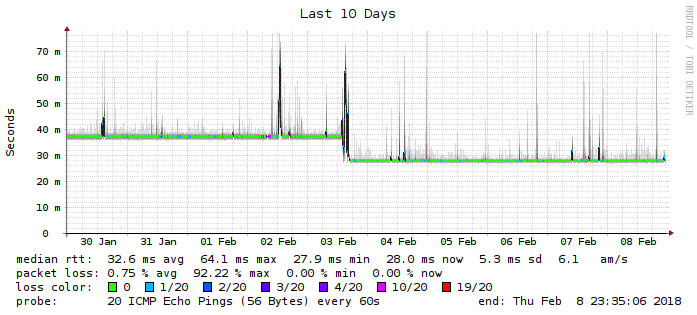 Last 10 Days
RRDTOOL / TOBI OETIKER
Seconds
70 m
60 m
50 m
40 m
30 m
20 m
10 m
0
30 Jan 31 Jan 01 Feb 02 Feb 03 Feb 04 Feb 05 Feb 06 Feb 07 Feb 08 Feb
median rtt: 32.6 ms avg 64.1 ms max 27.9 ms min 28.0 ms now 5.3 ms sd 6.1 am/s
packet loss: 0.75 % avg 92.22 % max 0.00 % min 0.00 % now
loss color: 0 1/20 2/20 3/20 4/20 10/20 19/20
probe: 20 ICMP Echo Pings (56 Bytes) every 60s end: Thu Feb 8 23:35:06 2018